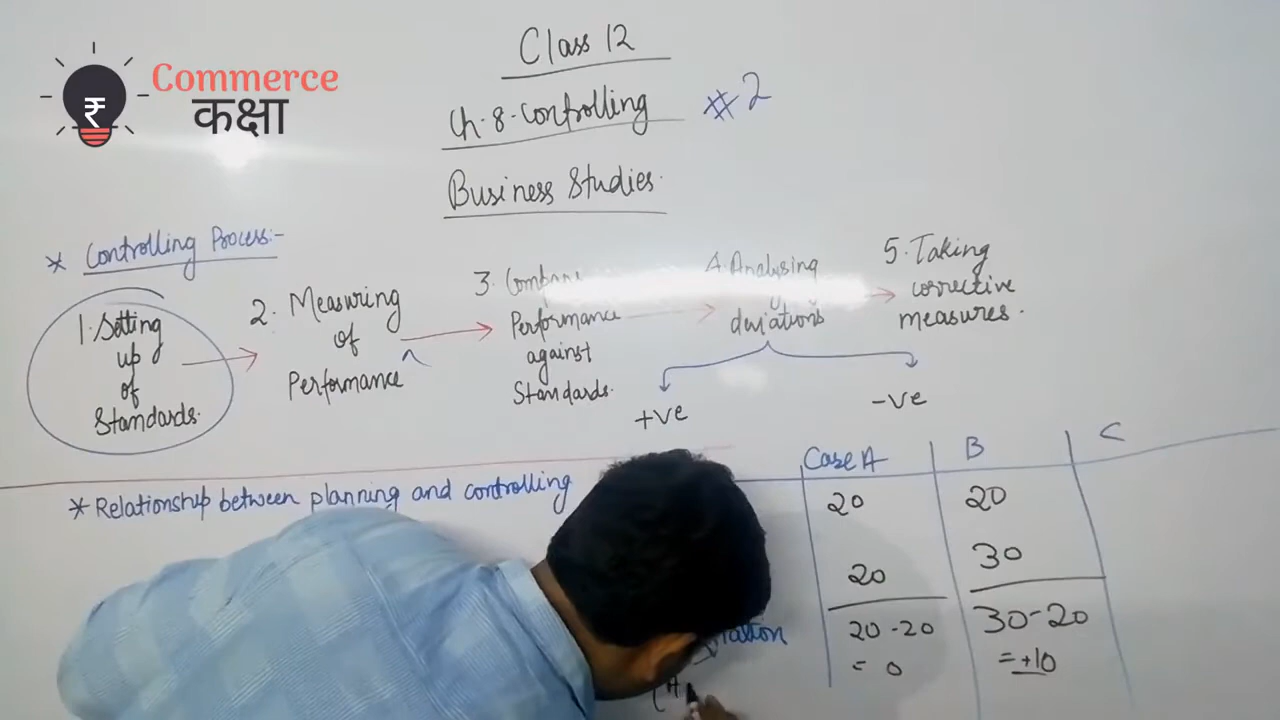 Commerce
कक्षा
₹
Class 12
Ch·8·Controlling
#2
Business Studies·
* Controlling Process:-
1·Setting
up
of
Standards·
2· Measuring
of
Performance
3·
Performance
against
Standards·
4·Analysing
deviations
+ve
-ve
5·Taking
corrective
measures·
* Relationship between planning and controlling
Case A
B
C
20
20
20
30
20 -20
30-20
= 0
= +10
(A